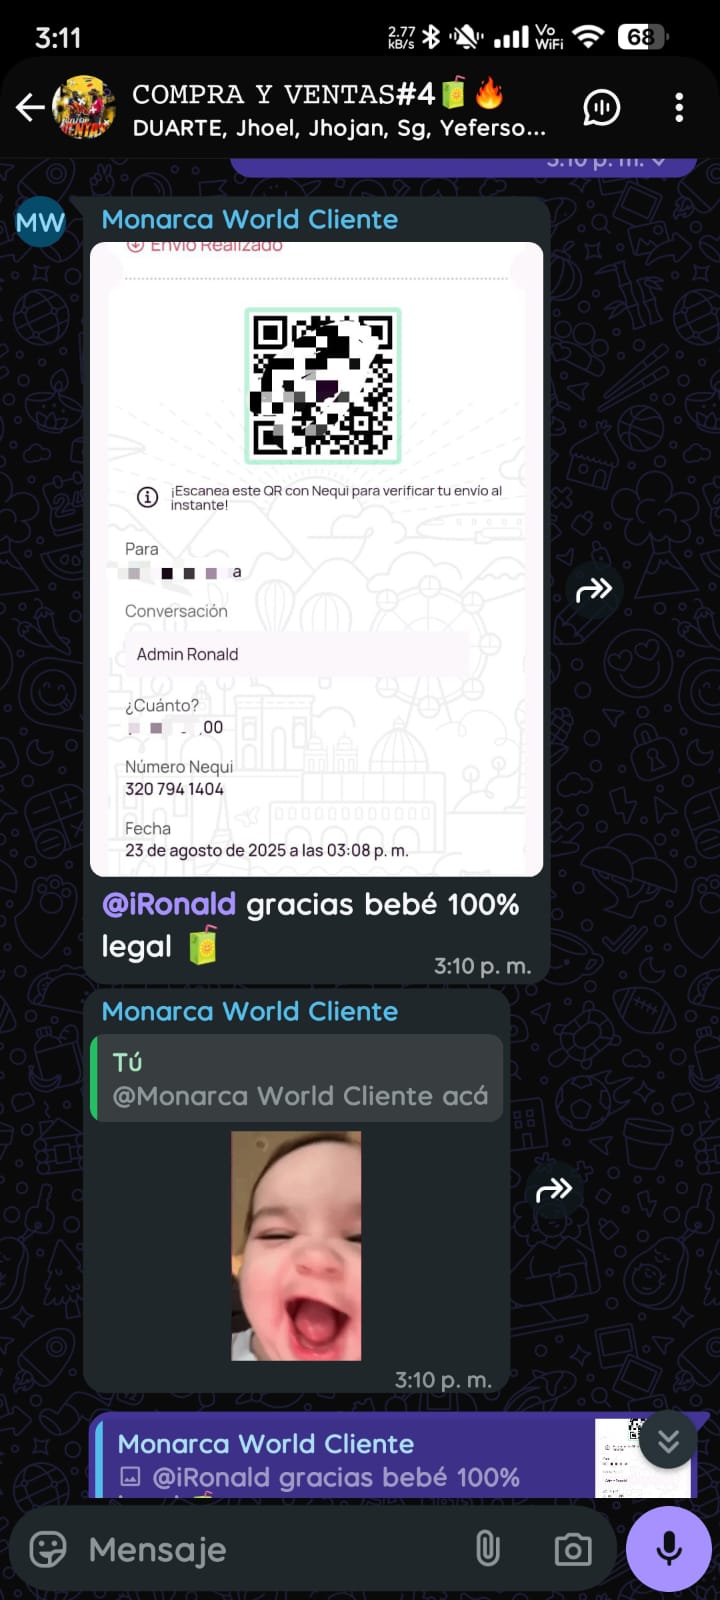 3:11
2.77
kB/s
Vo
WiFi
68
COMPRA Y VENTAS#4🧃🔥
DUARTE, Jhoel, Jhojan, Sg, Yeferso...
3:10 p. m.
MW
Monarca World Cliente
Envío Realizado
¡Escanea este QR con Nequi para verificar tu envío al
instante!
Para
a
Conversación
Admin Ronald
¿Cuánto?
,00
Número Nequi
320 794 1404
Fecha
23 de agosto de 2025 a las 03:08 p. m.
@iRonald gracias bebé 100%
legal 🧃
3:10 p. m.
Monarca World Cliente
Tú
@Monarca World Cliente acá
3:10 p. m.
Monarca World Cliente
@iRonald gracias bebé 100%
Mensaje